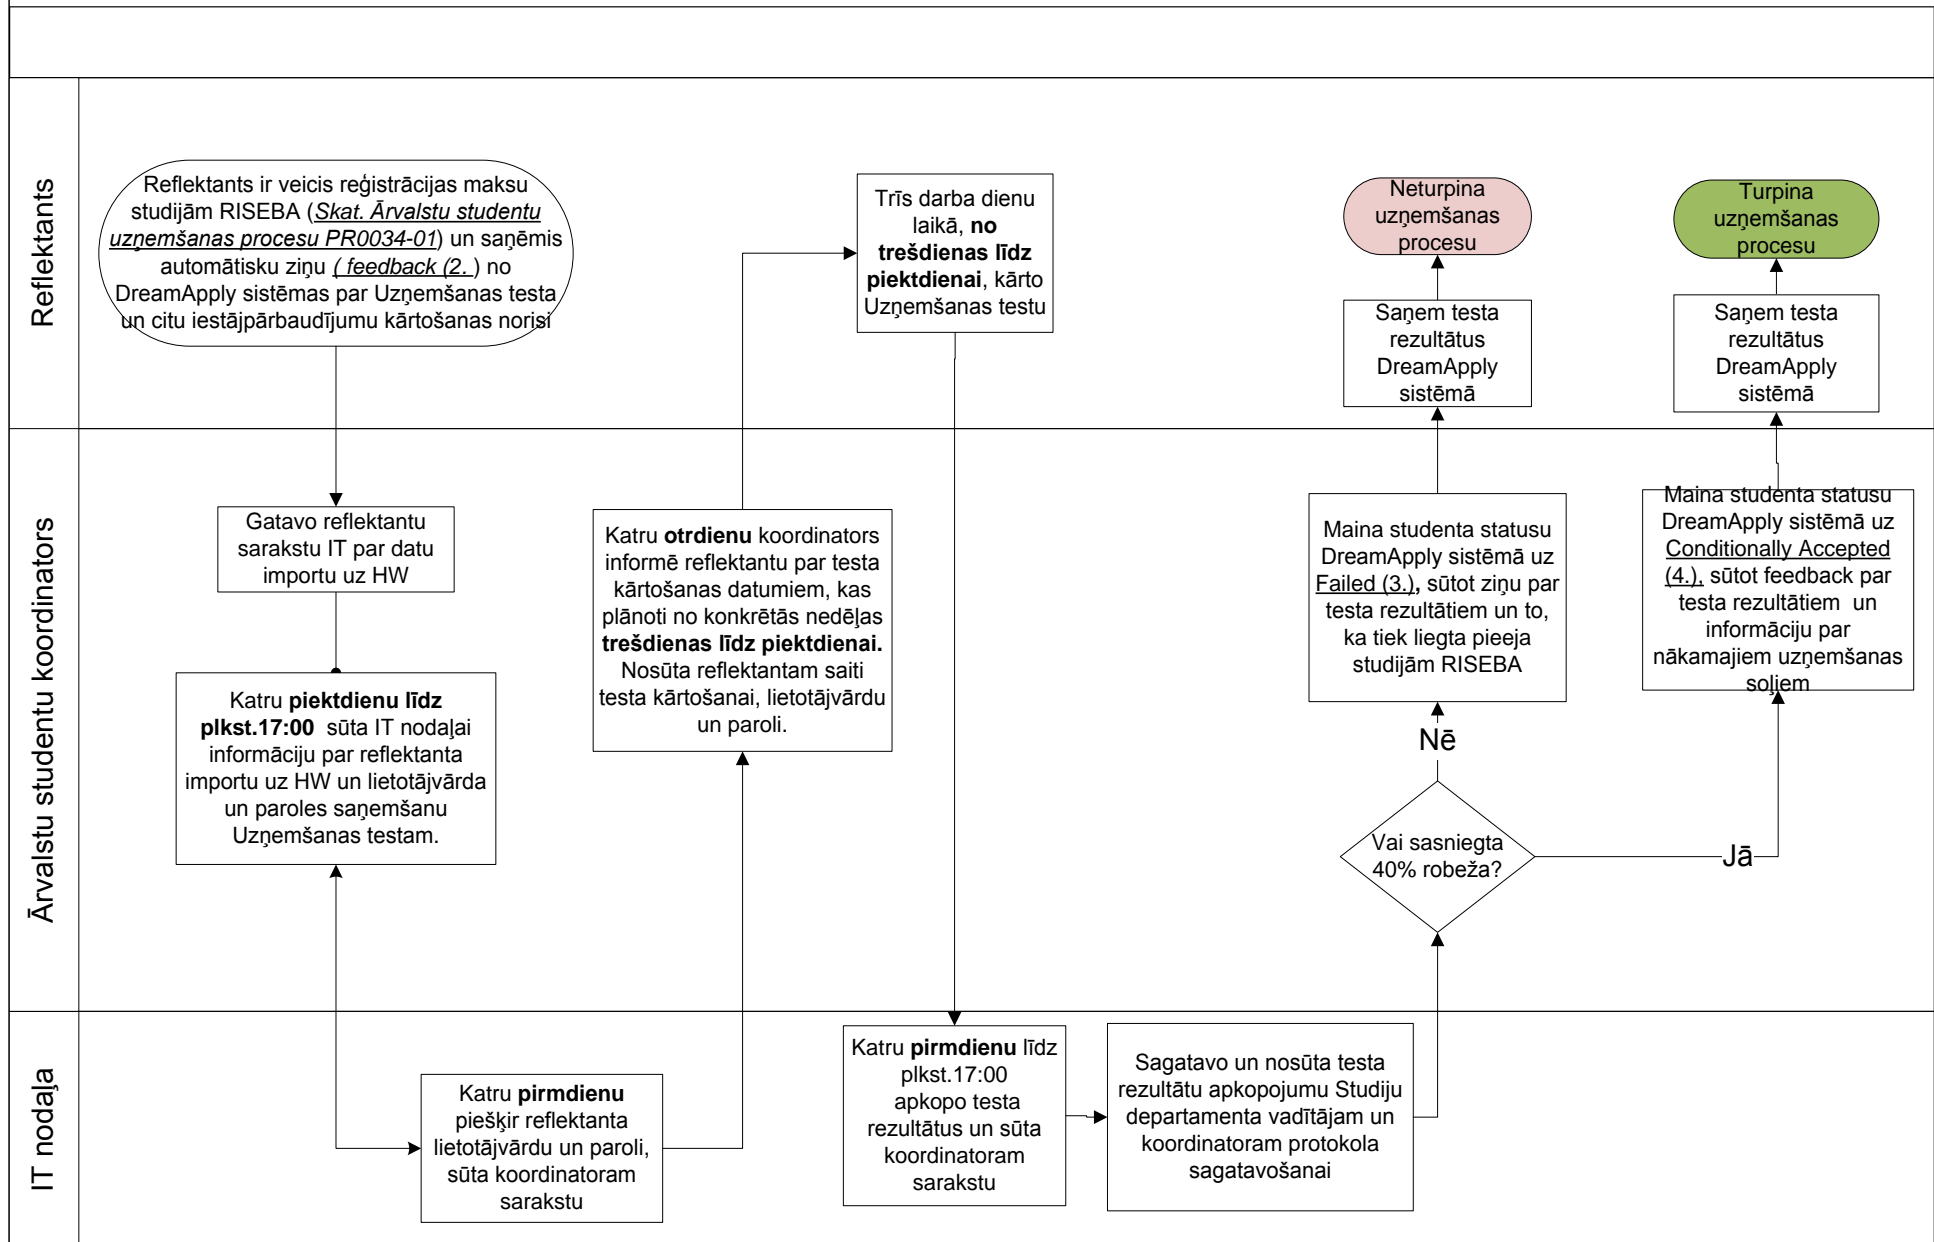 Reflektants
Reflektants ir veicis reģistrācijas maksu
studijām RISEBA (Skat. Ārvalstu studentu
uzņemšanas procesu PR0034-01) un saņēmis
automātisku ziņu ( feedback (2. ) no
DreamApply sistēmas par Uzņemšanas testa
un citu iestājpārbaudījumu kārtošanas norisi
Trīs darba dienu
laikā, no
trešdienas līdz
piektdienai, kārto
Uzņemšanas testu
Neturpina
uzņemšanas
procesu
Turpina
uzņemšanas
procesu
Saņem testa
rezultātus
DreamApply
sistēmā
Saņem testa
rezultātus
DreamApply
sistēmā
Ārvalstu studentu koordinators
Gatavo reflektantu
sarakstu IT par datu
importu uz HW
Katru piektdienu līdz
plkst.17:00 sūta IT nodaļai
informāciju par reflektanta
importu uz HW un lietotājvārda
un paroles saņemšanu
Uzņemšanas testam.
Katru otrdienu koordinators
informē reflektantu par testa
kārtošanas datumiem, kas
plānoti no konkrētās nedēļas
trešdienas līdz piektdienai.
Nosūta reflektantam saiti
testa kārtošanai, lietotājvārdu
un paroli.
Maina studenta statusu
DreamApply sistēmā uz
Failed (3.), sūtot ziņu par
testa rezultātiem un to,
ka tiek liegta pieeja
studijām RISEBA
Maina studenta statusu
DreamApply sistēmā uz
Conditionally Accepted
(4.), sūtot feedback par
testa rezultātiem un
informāciju par
nākamajiem uzņemšanas
soļiem
Nē
Vai sasniegta
40% robeža?
Jā
IT nodaļa
Katru pirmdienu
piešķir reflektanta
lietotājvārdu un paroli,
sūta koordinatoram
sarakstu
Katru pirmdienu līdz
plkst.17:00
apkopo testa
rezultātus un sūta
koordinatoram
sarakstu
Sagatavo un nosūta testa
rezultātu apkopojumu Studiju
departamenta vadītājam un
koordinatoram protokola
sagatavošanai